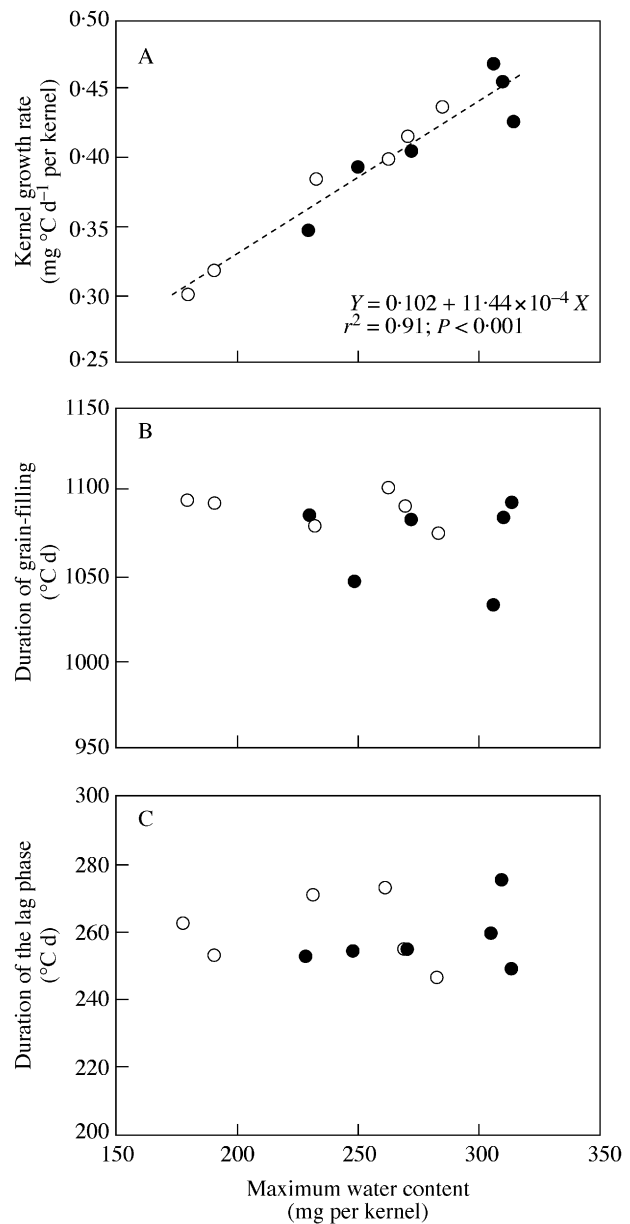 A
0·50
0·45
0·40
0·35
0·30
0·25
Kernel growth rate
(mg °C d⁻¹ per kernel)
Y = 0·102 + 11·44×10⁻⁴ X
r² = 0·91; P < 0·001
B
1150
1100
1050
1000
950
Duration of grain-filling
(°C d)
C
300
280
260
240
220
200
Duration of the lag phase
(°C d)
150 200 250 300 350
Maximum water content
(mg per kernel)